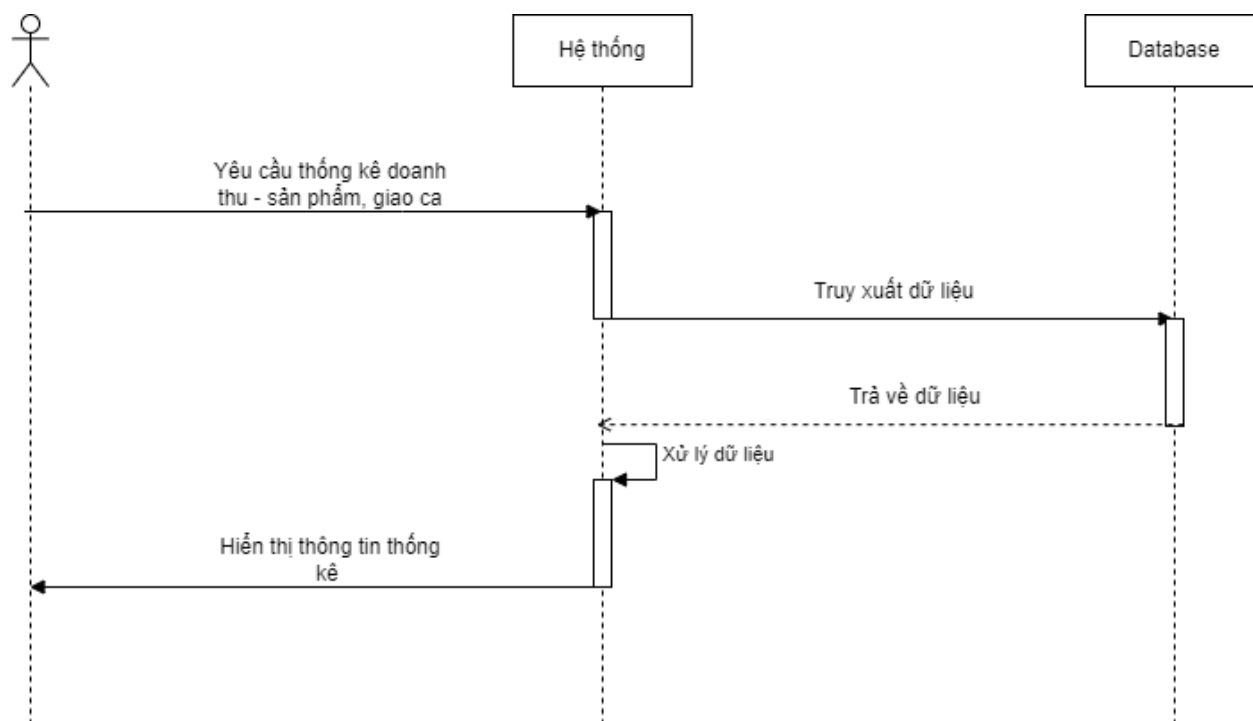 Hệ thống
Database
Yêu cầu thống kê doanh
thu - sản phẩm, giao ca
Truy xuất dữ liệu
Trả về dữ liệu
Xử lý dữ liệu
Hiển thị thông tin thống
kê